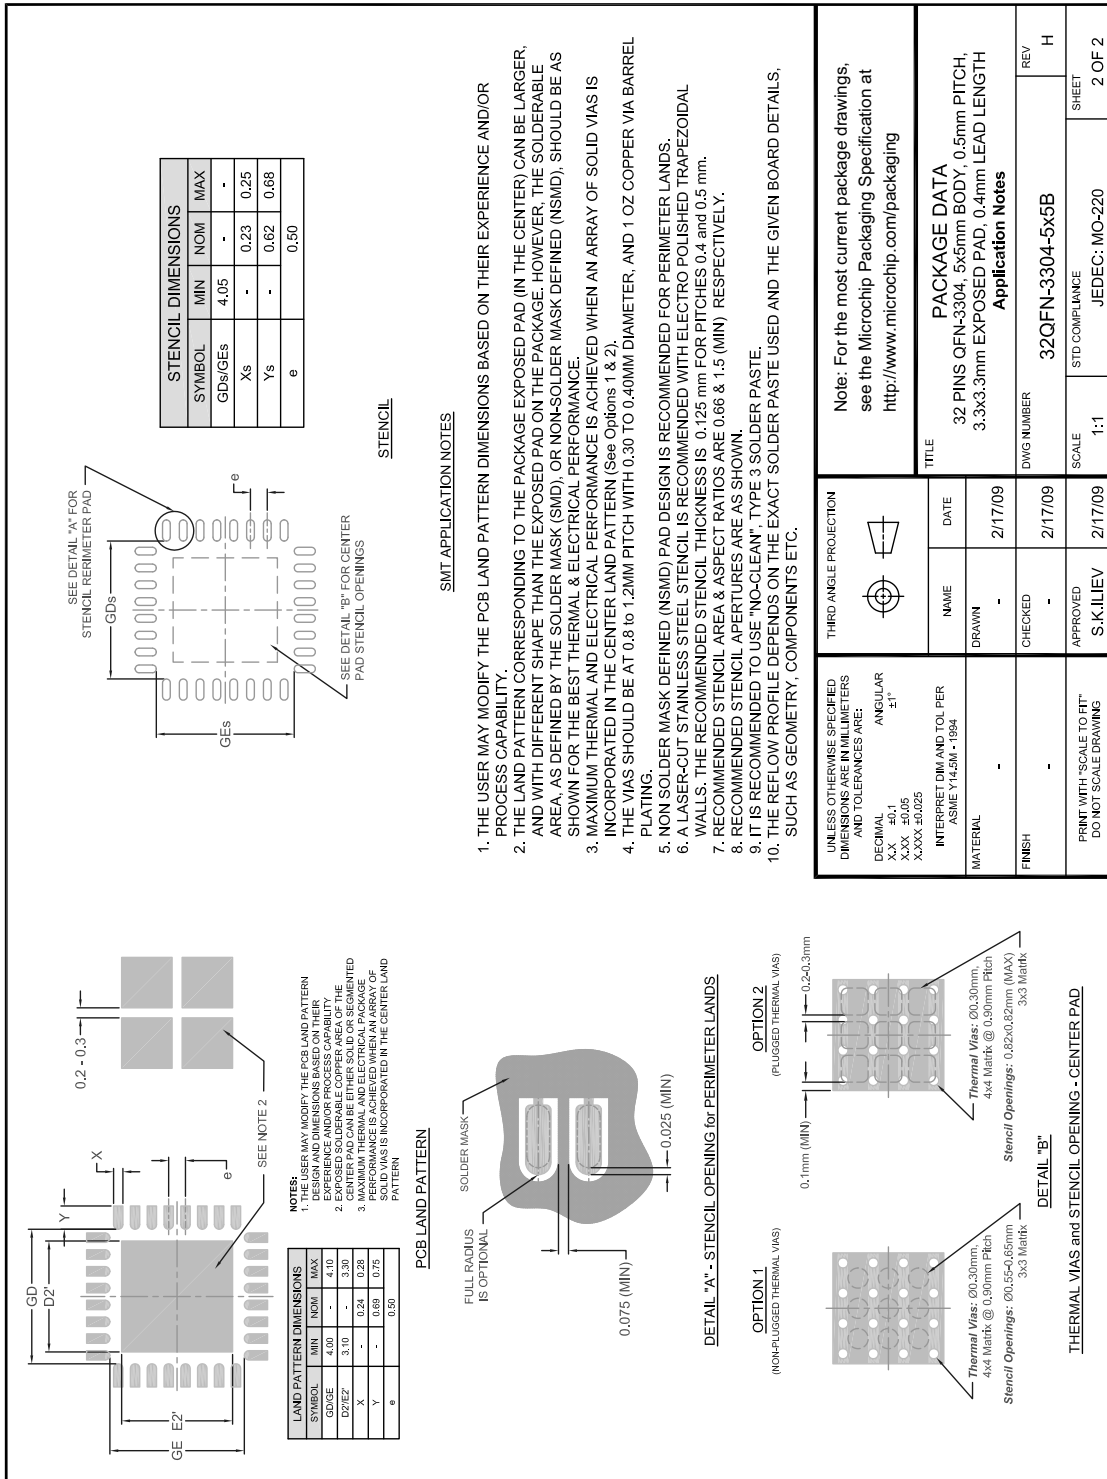 GD
D2'
GE
E2'
Y
X
e
0.2 - 0.3
SEE NOTE 2
LAND PATTERN DIMENSIONS
SYMBOL MIN NOM MAX
GD/GE 4.00 - 4.10
D2'/E2' 3.10 - 3.30
X - 0.24 0.28
Y - 0.69 0.75
e 0.50
NOTES:
1. THE USER MAY MODIFY THE PCB LAND PATTERN
DESIGN AND DIMENSIONS BASED ON THEIR
EXPERIENCE AND/OR PROCESS CAPABILITY
2. EXPOSED SOLDERABLE COPPER AREA OF THE
CENTER PAD CAN BE EITHER SOLID OR SEGMENTED
3. MAXIMUM THERMAL AND ELECTRICAL PACKAGE
PERFORMANCE IS ACHIEVED WHEN AN ARRAY OF
SOLID VIAS IS INCORPORATED IN THE CENTER LAND
PATTERN
PCB LAND PATTERN
SEE DETAIL "A" FOR
STENCIL RERIMETER PAD
GDs
GEs
e
SEE DETAIL "B" FOR CENTER
PAD STENCIL OPENINGS
STENCIL
STENCIL DIMENSIONS
SYMBOL MIN NOM MAX
GDs/GEs 4.05 - -
Xs - 0.23 0.25
Ys - 0.62 0.68
e 0.50
FULL RADIUS
IS OPTIONAL
SOLDER MASK
0.075 (MIN)
0.025 (MIN)
DETAIL "A" - STENCIL OPENING for PERIMETER LANDS
OPTION 1
(NON-PLUGGED THERMAL VIAS)
Thermal Vias: Ø0.30mm,
4x4 Matrix @ 0.90mm Pitch
Stencil Openings: Ø0.55-0.65mm
3x3 Matrix
OPTION 2
(PLUGGED THERMAL VIAS)
0.1mm (MIN)
0.2-0.3mm
Thermal Vias: Ø0.30mm,
4x4 Matrix @ 0.90mm Pitch
Stencil Openings: 0.82x0.82mm (MAX)
3x3 Matrix
DETAIL "B"
THERMAL VIAS and STENCIL OPENING - CENTER PAD
SMT APPLICATION NOTES
1. THE USER MAY MODIFY THE PCB LAND PATTERN DIMENSIONS BASED ON THEIR EXPERIENCE AND/OR
PROCESS CAPABILITY.
2. THE LAND PATTERN CORRESPONDING TO THE PACKAGE EXPOSED PAD (IN THE CENTER) CAN BE LARGER,
AND WITH DIFFERENT SHAPE THAN THE EXPOSED PAD ON THE PACKAGE. HOWEVER, THE SOLDERABLE
AREA, AS DEFINED BY THE SOLDER MASK (SMD), OR NON-SOLDER MASK DEFINED (NSMD), SHOULD BE AS
SHOWN FOR THE BEST THERMAL & ELECTRICAL PERFORMANCE.
3. MAXIMUM THERMAL AND ELECTRICAL PERFORMANCE IS ACHIEVED WHEN AN ARRAY OF SOLID VIAS IS
INCORPORATED IN THE CENTER LAND PATTERN (See Options 1 & 2).
4. THE VIAS SHOULD BE AT 0.8 to 1.2MM PITCH WITH 0.30 TO 0.40MM DIAMETER, AND 1 OZ COPPER VIA BARREL
PLATING.
5. NON SOLDER MASK DEFINED (NSMD) PAD DESIGN IS RECOMMENDED FOR PERIMETER LANDS.
6. A LASER-CUT STAINLESS STEEL STENCIL IS RECOMMENDED WITH ELECTRO POLISHED TRAPEZOIDAL
WALLS. THE RECOMMENDED STENCIL THICKNESS IS 0.125 mm FOR PITCHES 0.4 and 0.5 mm.
7. RECOMMENDED STENCIL AREA & ASPECT RATIOS ARE 0.66 & 1.5 (MIN) RESPECTIVELY.
8. RECOMMENDED STENCIL APERTURES ARE AS SHOWN.
9. IT IS RECOMMENDED TO USE "NO-CLEAN", TYPE 3 SOLDER PASTE.
10. THE REFLOW PROFILE DEPENDS ON THE EXACT SOLDER PASTE USED AND THE GIVEN BOARD DETAILS,
SUCH AS GEOMETRY, COMPONENTS ETC.
UNLESS OTHERWISE SPECIFIED
DIMENSIONS ARE IN MILLIMETERS
AND TOLERANCES ARE:
DECIMAL ANGULAR
X.X ±0.1 ±1°
X.XX ±0.05
X.XXX ±0.025
INTERPRET DIM AND TOL PER
ASME Y14.5M - 1994
MATERIAL
-
FINISH
-
PRINT WITH "SCALE TO FIT"
DO NOT SCALE DRAWING
THIRD ANGLE PROJECTION
NAME DATE
DRAWN
- 2/17/09
CHECKED
- 2/17/09
APPROVED
S.K.ILIEV 2/17/09
Note: For the most current package drawings,
see the Microchip Packaging Specification at
http://www.microchip.com/packaging
TITLE
PACKAGE DATA
32 PINS QFN-3304, 5x5mm BODY, 0.5mm PITCH,
3.3x3.3mm EXPOSED PAD, 0.4mm LEAD LENGTH
Application Notes
DWG NUMBER
32QFN-3304-5x5B
REV
H
SCALE
1:1
STD COMPLIANCE
JEDEC: MO-220
SHEET
2 OF 2